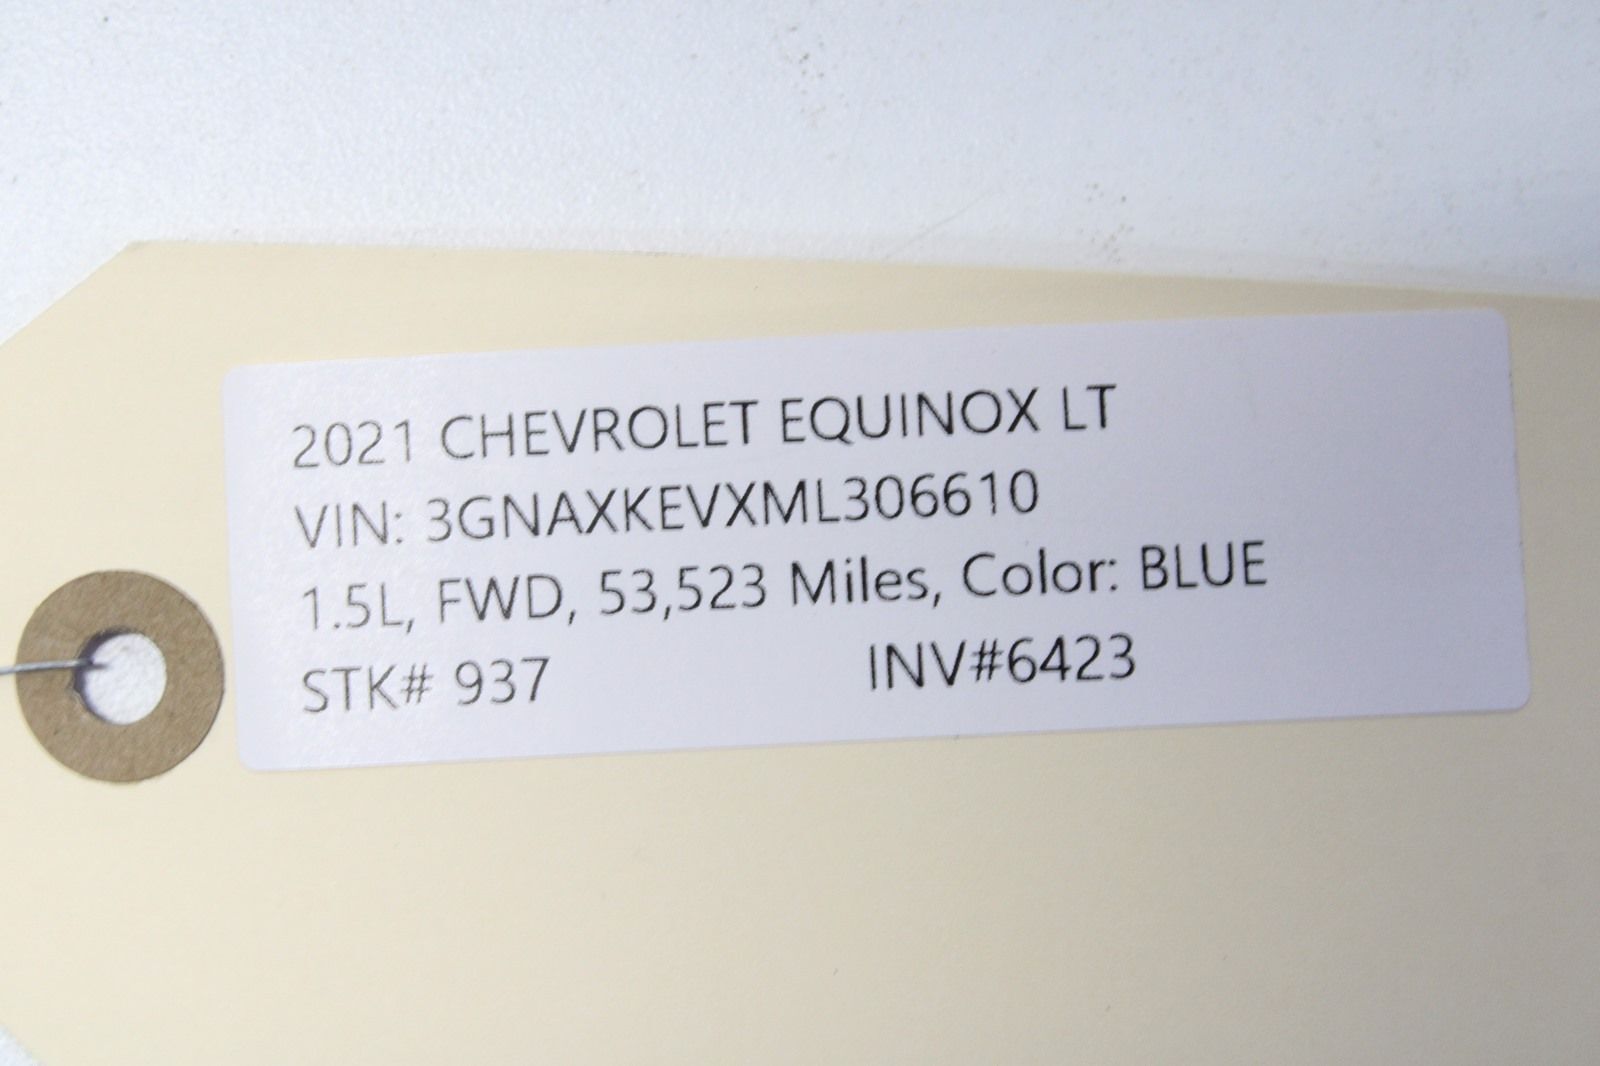 2021 CHEVROLET EQUINOX LT
VIN: 3GNAXKEVXML306610
1.5L, FWD, 53,523 Miles, Color: BLUE
STK# 937 INV#6423